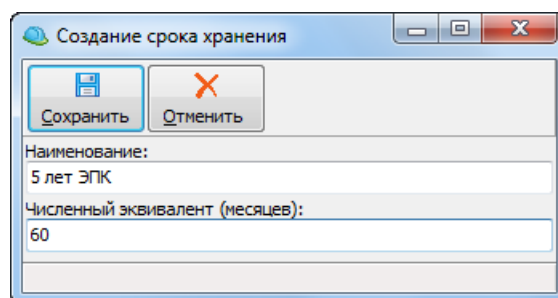 Создание срока хранения
Сохранить Отменить
Наименование:
5 лет ЭПК
Численный эквивалент (месяцев):
60